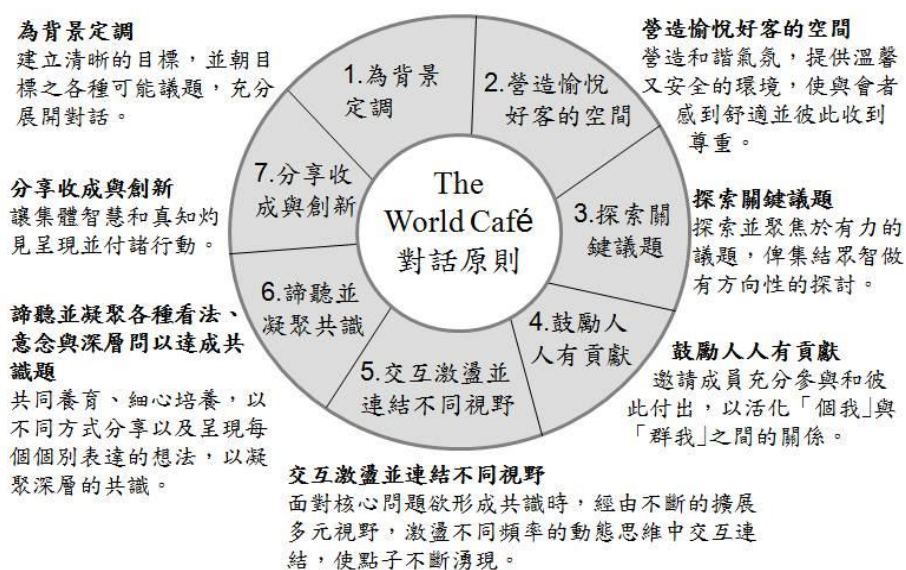 為背景定調
建立清晰的目標，並朝目
標之各種可能議題，充分
展開對話。
營造愉悅好客的空間
營造和諧氣氛，提供溫馨
又安全的環境，使與會者
感到舒適並彼此收到
尊重。
1.為背景
定調
2.營造愉悅
好客的空間
7.分享收
成與創新
The
World Café
對話原則
3.探索關
鍵議題
6.諦聽並
凝聚共識
4.鼓勵人
人有貢獻
5.交互激盪並
連結不同視野
分享收成與創新
讓集體智慧和真知灼
見呈現並付諸行動。
探索關鍵議題
探索並聚焦於有力的
議題，俾集結眾智做
有方向性的探討。
諦聽並凝聚各種看法、
意念與深層問以達成共
識題
共同養育、細心培養，以
不同方式分享以及呈現每
個個別表達的想法，以凝
聚深層的共識。
鼓勵人人有貢獻
邀請成員充分參與和彼
此付出，以活化「個我」與
「群我」之間的關係。
交互激盪並連結不同視野
面對核心問題欲形成共識時，經由不斷的擴展
多元視野，激盪不同頻率的動態思維中交互連
結，使點子不斷湧現。